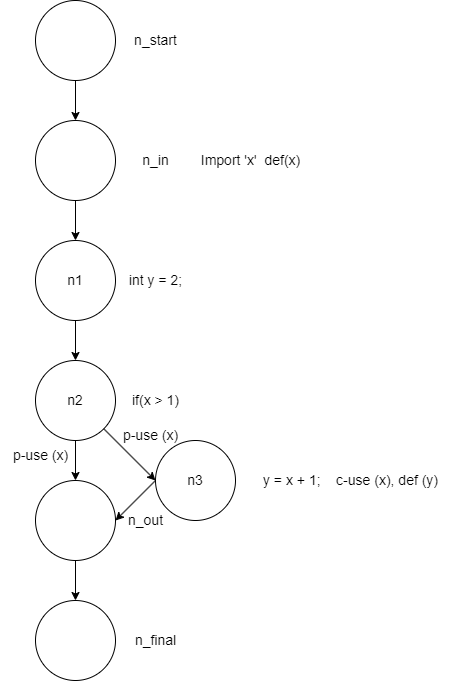 n_start
n_in Import 'x' def(x)
n1 int y = 2;
n2 if(x > 1)
p-use (x)
p-use (x)
n3 y = x + 1; c-use (x), def (y)
n_out
n_final